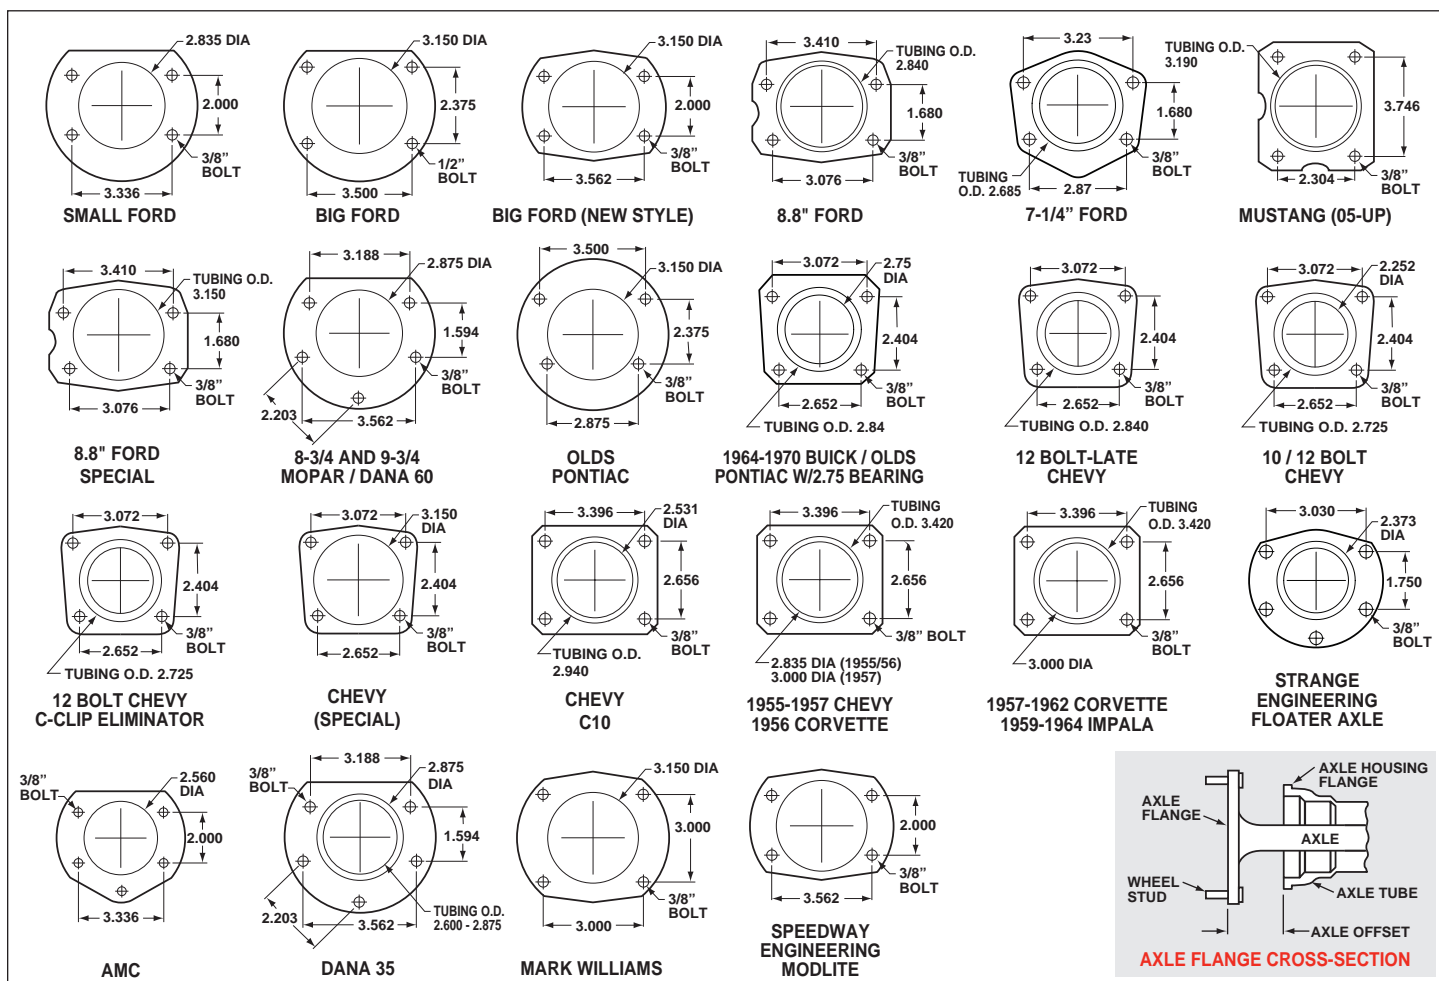 2.835 DIA
2.000
3/8”
BOLT
3.336
SMALL FORD
3.150 DIA
2.375
1/2”
BOLT
3.500
BIG FORD
3.150 DIA
2.000
3/8”
BOLT
3.562
BIG FORD (NEW STYLE)
3.410
TUBING O.D.
2.840
1.680
3/8”
BOLT
3.076
8.8" FORD
3.23
1.680
TUBING
O.D. 2.685
3/8”
BOLT
2.87
7-1/4” FORD
TUBING O.D.
3.190
3.746
3/8”
BOLT
2.304
MUSTANG (05-UP)
3.410
TUBING O.D.
3.150
1.680
3/8”
BOLT
3.076
8.8" FORD
SPECIAL
3.188
2.875 DIA
1.594
3/8”
BOLT
2.203
3.562
8-3/4 AND 9-3/4
MOPAR / DANA 60
3.500
3.150 DIA
2.375
3/8”
BOLT
2.875
OLDS
PONTIAC
3.072
2.75
DIA
2.404
3/8”
BOLT
2.652
TUBING O.D. 2.84
1964-1970 BUICK / OLDS
PONTIAC W/2.75 BEARING
3.072
2.404
3/8”
BOLT
2.652
TUBING O.D. 2.840
12 BOLT-LATE
CHEVY
3.072
2.252
DIA
2.404
3/8”
BOLT
2.652
TUBING O.D. 2.725
10 / 12 BOLT
CHEVY
3.072
2.404
3/8”
BOLT
2.652
TUBING O.D. 2.725
12 BOLT CHEVY
C-CLIP ELIMINATOR
3.072
3.150
DIA
2.404
3/8”
BOLT
2.652
CHEVY
(SPECIAL)
3.396
2.531
DIA
2.656
3/8”
BOLT
TUBING O.D.
2.940
CHEVY
C10
3.396
TUBING
O.D. 3.420
2.656
3/8” BOLT
2.835 DIA (1955/56)
3.000 DIA (1957)
1955-1957 CHEVY
1956 CORVETTE
3.396
TUBING
O.D. 3.420
2.656
3/8”
BOLT
3.000 DIA
1957-1962 CORVETTE
1959-1964 IMPALA
3.030
2.373
DIA
1.750
3/8”
BOLT
STRANGE
ENGINEERING
FLOATER AXLE
3/8”
BOLT
2.560
DIA
2.000
3.336
AMC
3/8”
BOLT
3.188
2.875
DIA
1.594
2.203
3.562
TUBING O.D.
2.600 - 2.875
DANA 35
3.150 DIA
3.000
3/8”
BOLT
3.000
MARK WILLIAMS
2.000
3/8”
BOLT
3.562
SPEEDWAY
ENGINEERING
MODLITE
AXLE HOUSING
FLANGE
AXLE
FLANGE
AXLE
WHEEL
STUD
AXLE TUBE
AXLE OFFSET
AXLE FLANGE CROSS-SECTION